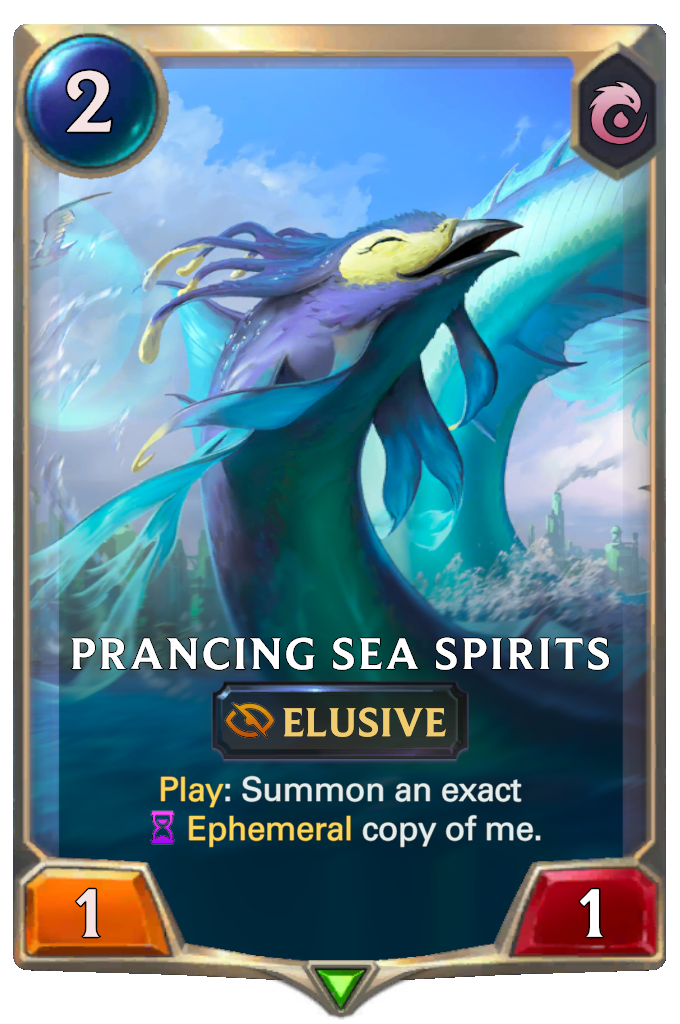 2
PRANCING SEA SPIRITS
ELUSIVE
Play: Summon an exact
Ephemeral copy of me.
1
1